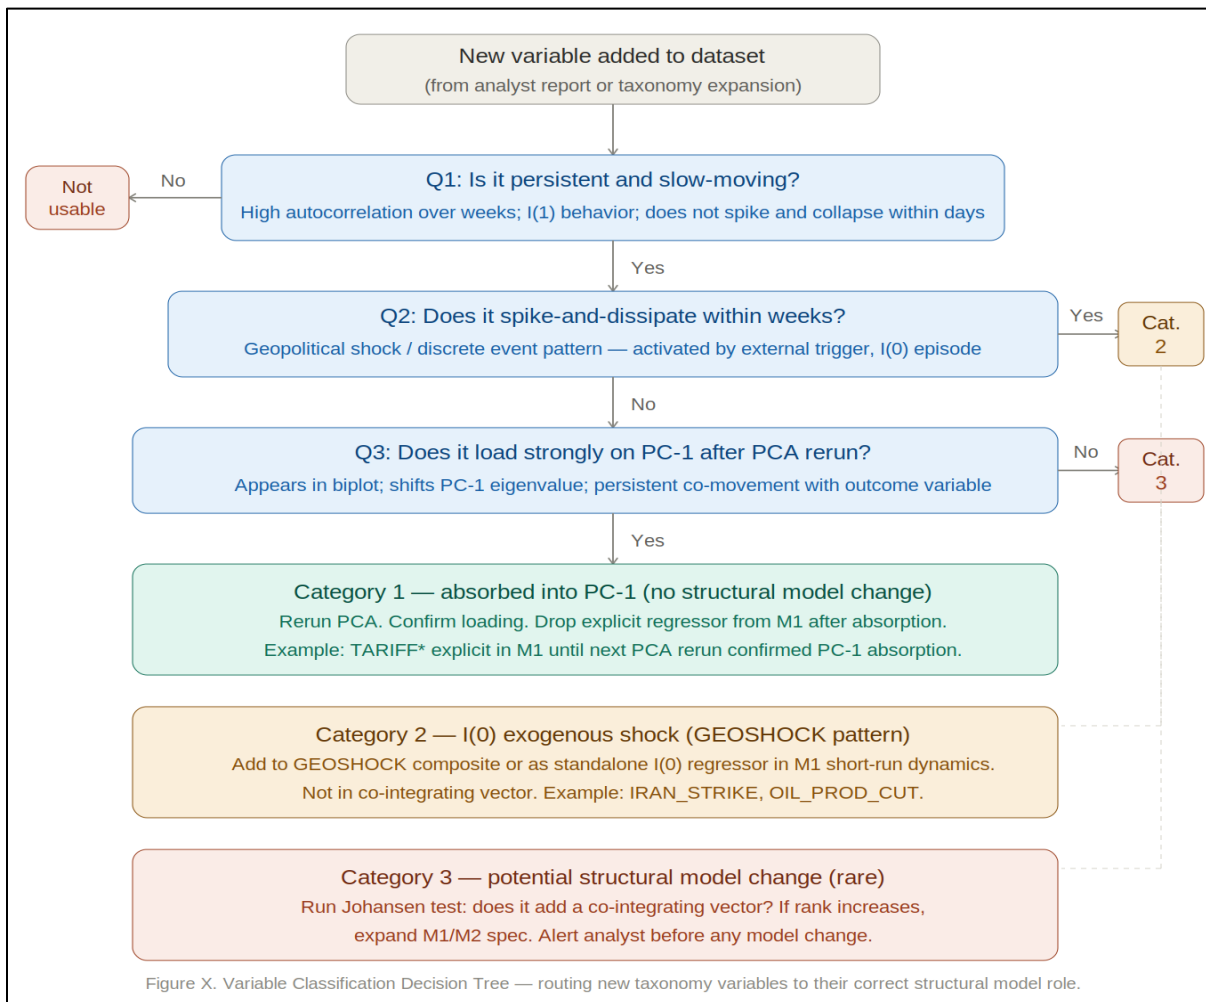 New variable added to dataset
(from analyst report or taxonomy expansion)
No
Not
usable
Q1: Is it persistent and slow-moving?
High autocorrelation over weeks; I(1) behavior; does not spike and collapse within days
Yes
Q2: Does it spike-and-dissipate within weeks?
Geopolitical shock / discrete event pattern — activated by external trigger, I(0) episode
Yes
Cat.
2
No
Q3: Does it load strongly on PC-1 after PCA rerun?
Appears in biplot; shifts PC-1 eigenvalue; persistent co-movement with outcome variable
No
Cat.
3
Yes
Category 1 — absorbed into PC-1 (no structural model change)
Rerun PCA. Confirm loading. Drop explicit regressor from M1 after absorption.
Example: TARIFF* explicit in M1 until next PCA rerun confirmed PC-1 absorption.
Category 2 — I(0) exogenous shock (GEOSHOCK pattern)
Add to GEOSHOCK composite or as standalone I(0) regressor in M1 short-run dynamics.
Not in co-integrating vector. Example: IRAN_STRIKE, OIL_PROD_CUT.
Category 3 — potential structural model change (rare)
Run Johansen test: does it add a co-integrating vector? If rank increases,
expand M1/M2 spec. Alert analyst before any model change.
Figure X. Variable Classification Decision Tree — routing new taxonomy variables to their correct structural model role.